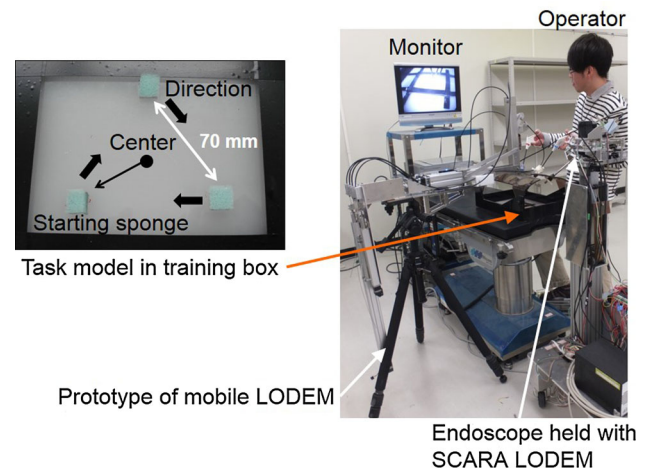 Operator
Monitor
Direction
70 mm
Center
Starting sponge
Task model in training box
Prototype of mobile LODEM
Endoscope held with
SCARA LODEM